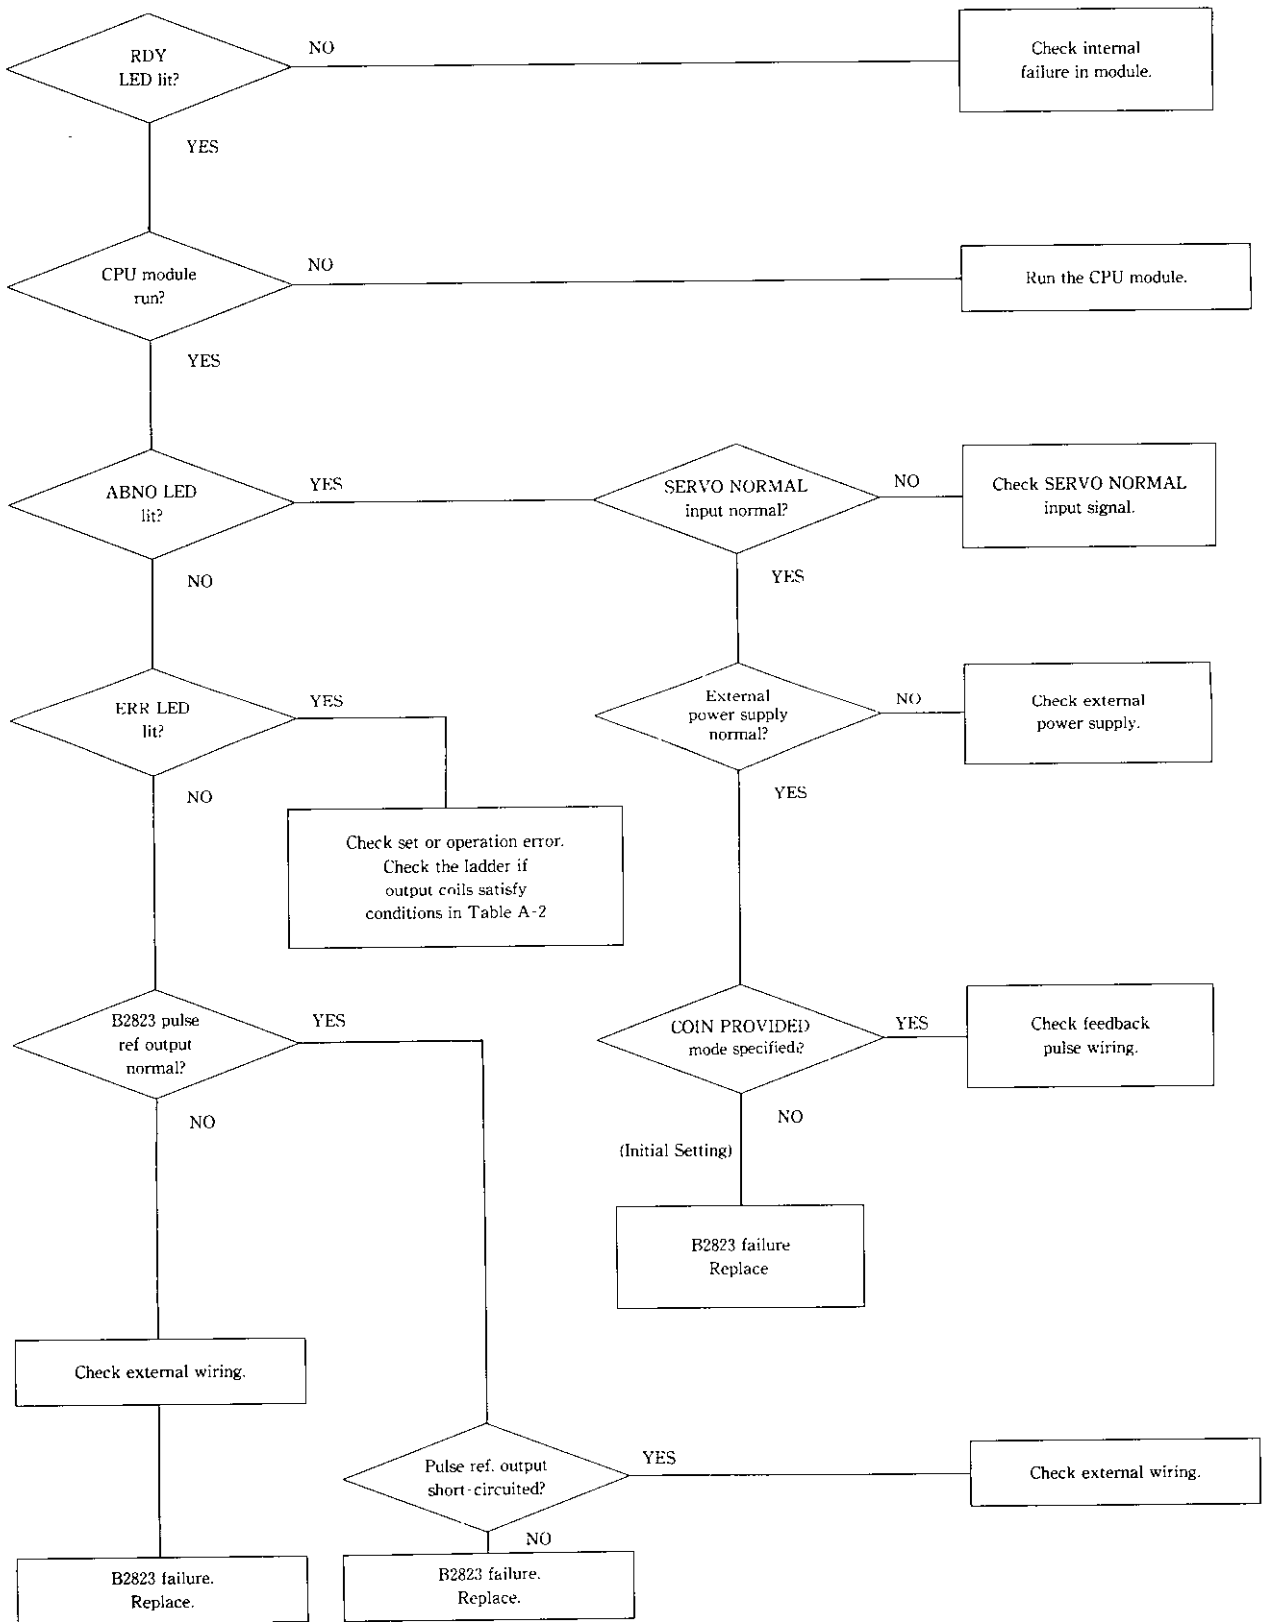 RDY
LED lit?
NO
Check internal
failure in module.
YES
CPU module
run?
NO
Run the CPU module.
YES
ABNO LED
lit?
YES
SERVO NORMAL
input normal?
NO
Check SERVO NORMAL
input signal.
NO
YES
ERR LED
lit?
YES
External
power supply
normal?
NO
Check external
power supply.
NO
YES
Check set or operation error.
Check the ladder if
output coils satisfy
conditions in Table A-2
B2823 pulse
ref output
normal?
YES
COIN PROVIDED
mode specified?
YES
Check feedback
pulse wiring.
NO
NO
(Initial Setting)
B2823 failure
Replace
Check external wiring.
Pulse ref. output
short-circuited?
YES
Check external wiring.
NO
B2823 failure.
Replace.
B2823 failure.
Replace.